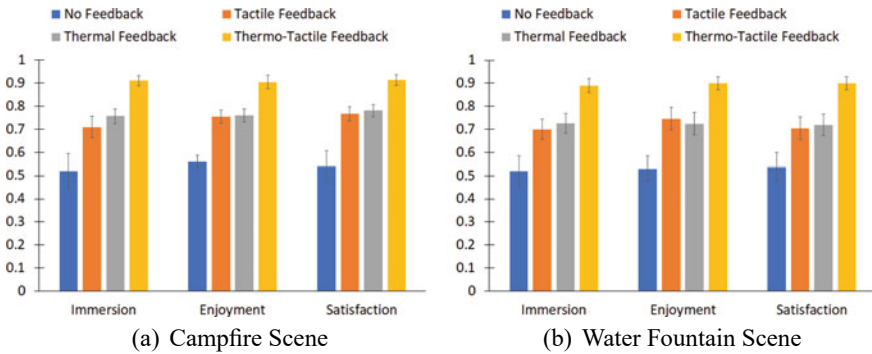 No Feedback Tactile Feedback
Thermal Feedback Thermo-Tactile Feedback
1
0.9
0.8
0.7
0.6
0.5
0.4
0.3
0.2
0.1
0
Immersion Enjoyment Satisfaction
(a) Campfire Scene
No Feedback Tactile Feedback
Thermal Feedback Thermo-Tactile Feedback
1
0.9
0.8
0.7
0.6
0.5
0.4
0.3
0.2
0.1
0
Immersion Enjoyment Satisfaction
(b) Water Fountain Scene